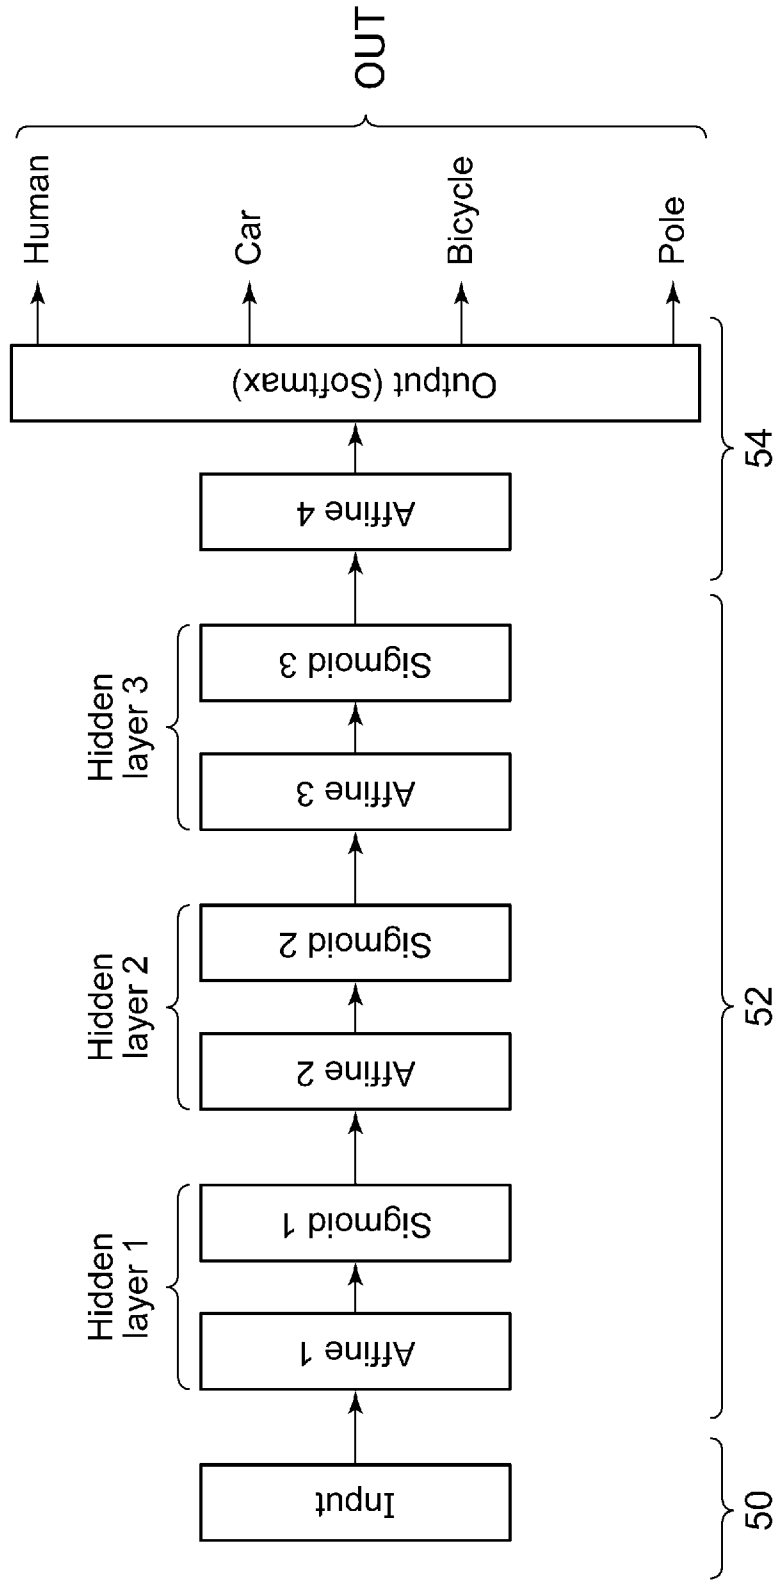 Hidden
layer 1
Hidden
layer 2
Hidden
layer 3
Input
Affine 1
Sigmoid 1
Affine 2
Sigmoid 2
Affine 3
Sigmoid 3
Affine 4
Output (Softmax)
Human
Car
Bicycle
Pole
OUT
50
52
54